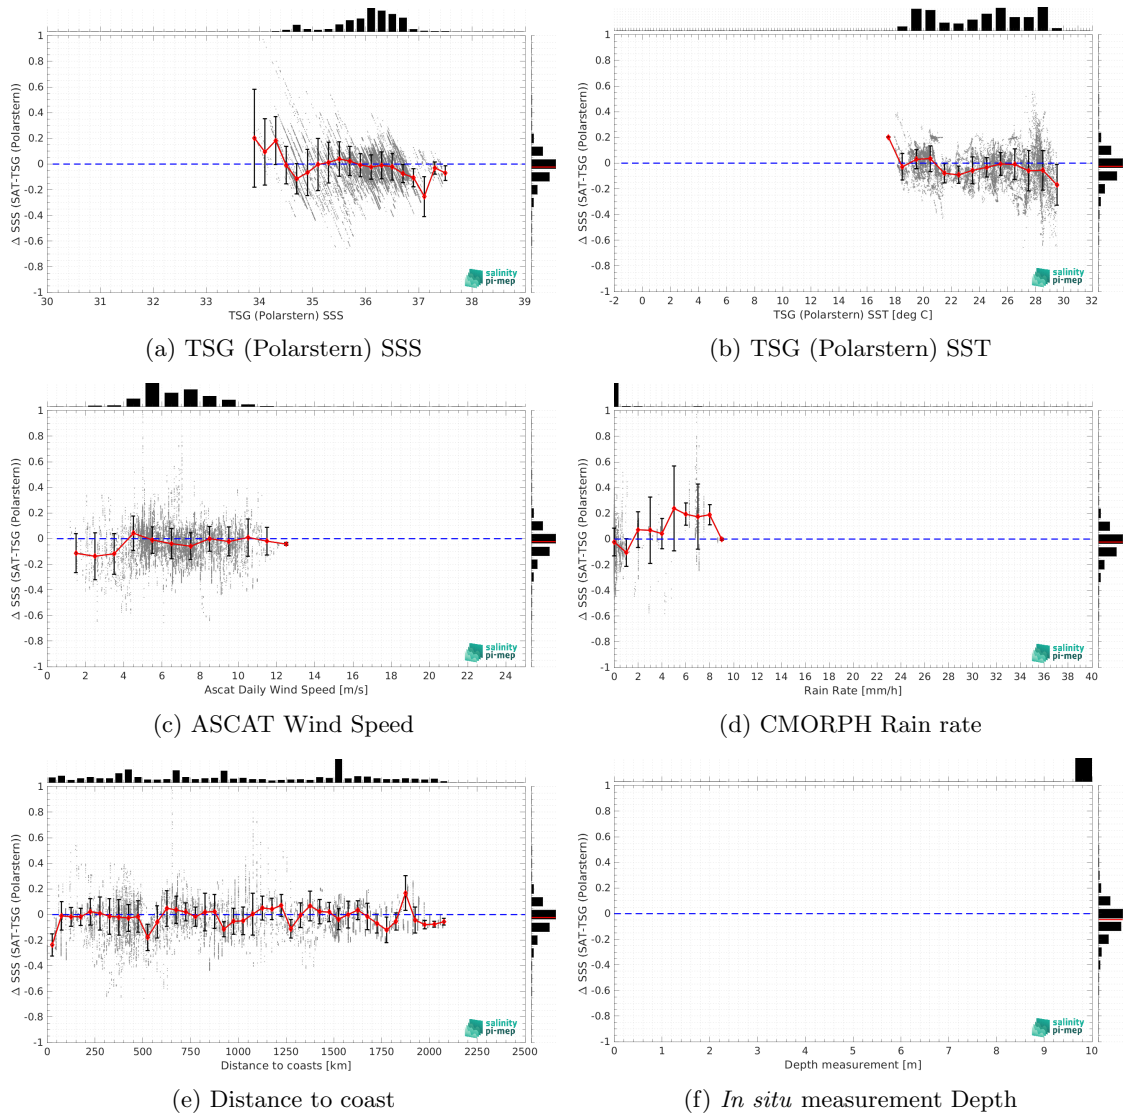 1
0.8
0.6
0.4
0.2
0
-0.2
-0.4
-0.6
-0.8
-1
Δ SSS (SAT-TSG (Polarstern))
30 31 32 33 34 35 36 37 38 39
TSG (Polarstern) SSS
salinity
pi-mep
(a) TSG (Polarstern) SSS
1
0.8
0.6
0.4
0.2
0
-0.2
-0.4
-0.6
-0.8
-1
Δ SSS (SAT-TSG (Polarstern))
-2 0 2 4 6 8 10 12 14 16 18 20 22 24 26 28 30 32
TSG (Polarstern) SST [deg C]
salinity
pi-mep
(b) TSG (Polarstern) SST
1
0.8
0.6
0.4
0.2
0
-0.2
-0.4
-0.6
-0.8
-1
Δ SSS (SAT-TSG (Polarstern))
0 2 4 6 8 10 12 14 16 18 20 22 24
Ascat Daily Wind Speed [m/s]
salinity
pi-mep
(c) ASCAT Wind Speed
1
0.8
0.6
0.4
0.2
0
-0.2
-0.4
-0.6
-0.8
-1
Δ SSS (SAT-TSG (Polarstern))
0 2 4 6 8 10 12 14 16 18 20 22 24 26 28 30 32 34 36 38 40
Rain Rate [mm/h]
salinity
pi-mep
(d) CMORPH Rain rate
1
0.8
0.6
0.4
0.2
0
-0.2
-0.4
-0.6
-0.8
-1
Δ SSS (SAT-TSG (Polarstern))
0 250 500 750 1000 1250 1500 1750 2000 2250 2500
Distance to coasts [km]
salinity
pi-mep
(e) Distance to coast
1
0.8
0.6
0.4
0.2
0
-0.2
-0.4
-0.6
-0.8
-1
Δ SSS (SAT-TSG (Polarstern))
0 1 2 3 4 5 6 7 8 9 10
Depth measurement [m]
salinity
pi-mep
(f) In situ measurement Depth